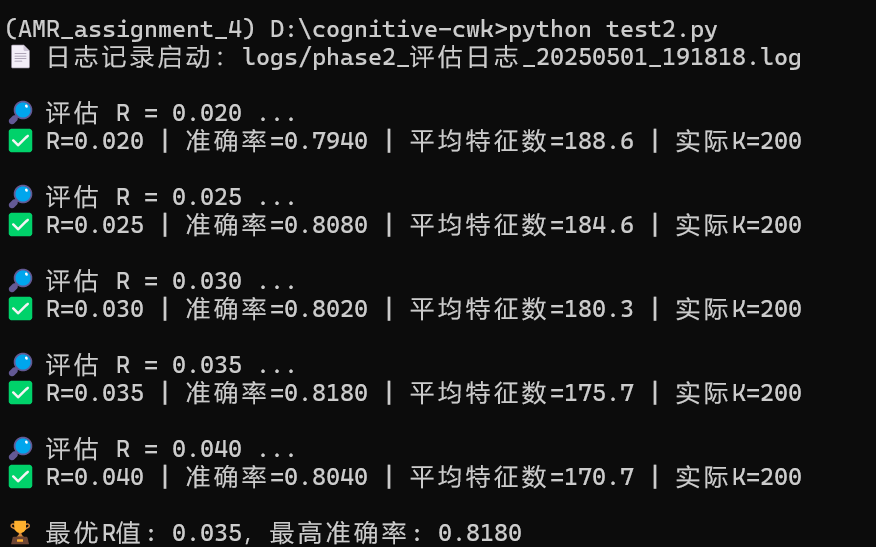 (AMR_assignment_4) D:\cognitive-cwk>python test2.py
📄 日志记录启动: logs/phase2_评估日志_20250501_191818.log
🔎 评估 R = 0.020 ...
✅ R=0.020 | 准确率=0.7940 | 平均特征数=188.6 | 实际K=200
🔎 评估 R = 0.025 ...
✅ R=0.025 | 准确率=0.8080 | 平均特征数=184.6 | 实际K=200
🔎 评估 R = 0.030 ...
✅ R=0.030 | 准确率=0.8020 | 平均特征数=180.3 | 实际K=200
🔎 评估 R = 0.035 ...
✅ R=0.035 | 准确率=0.8180 | 平均特征数=175.7 | 实际K=200
🔎 评估 R = 0.040 ...
✅ R=0.040 | 准确率=0.8040 | 平均特征数=170.7 | 实际K=200
🏆 最优R值: 0.035, 最高准确率: 0.8180